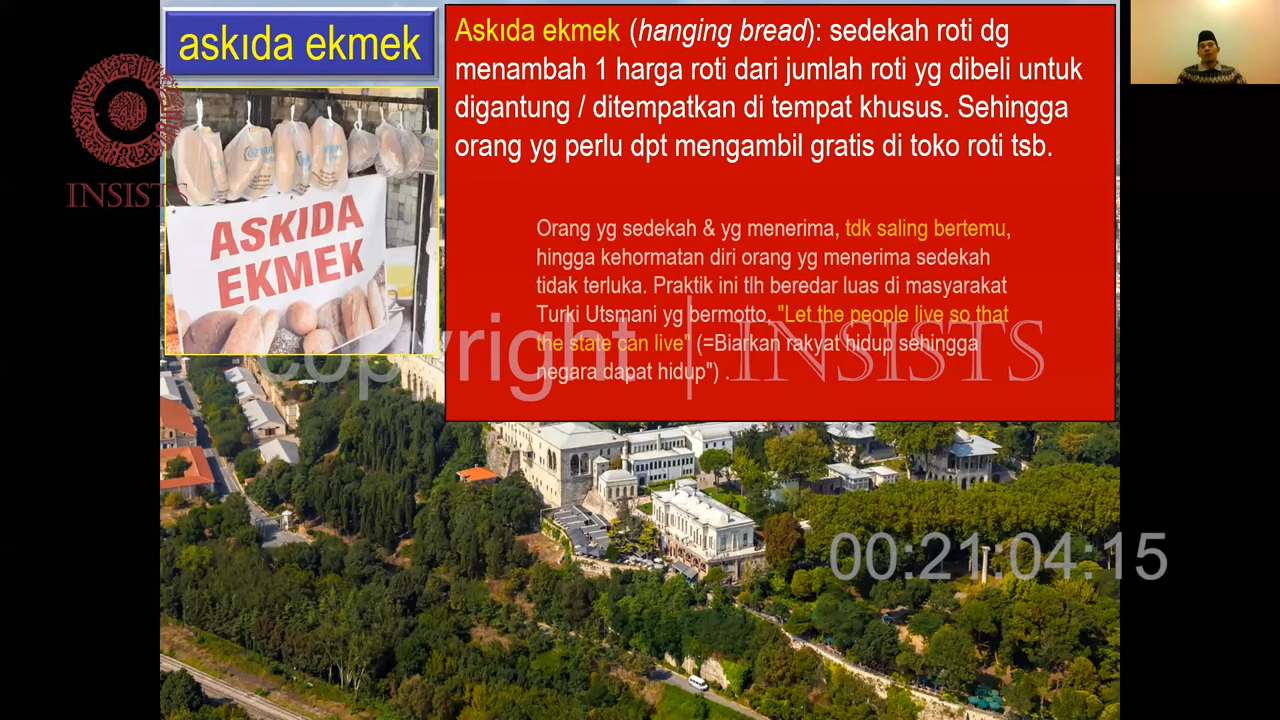 askıda ekmek
INSISTS
ASKIDA
EKMEK
Askıda ekmek (hanging bread): sedekah roti dg
menambah 1 harga roti dari jumlah roti yg dibeli untuk
digantung / ditempatkan di tempat khusus. Sehingga
orang yg perlu dpt mengambil gratis di toko roti tsb.
Orang yg sedekah & yg menerima, tdk saling bertemu,
hingga kehormatan diri orang yg menerima sedekah
tidak terluka. Praktik ini tlh beredar luas di masyarakat
Turki Utsmani yg bermotto, "Let the people live so that
the state can live" (=Biarkan rakyat hidup sehingga
negara dapat hidup") .
copyright | INSISTS
00:21:04:15